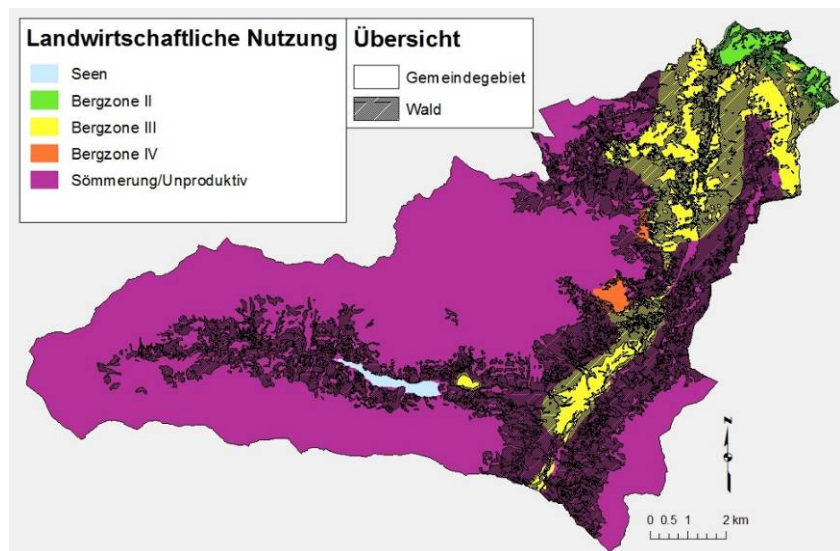 Landwirtschaftliche Nutzung
Seen
Bergzone II
Bergzone III
Bergzone IV
Sömmerung/Unproduktiv
Übersicht
Gemeindegebiet
Wald
N
0 0.5 1 2 km